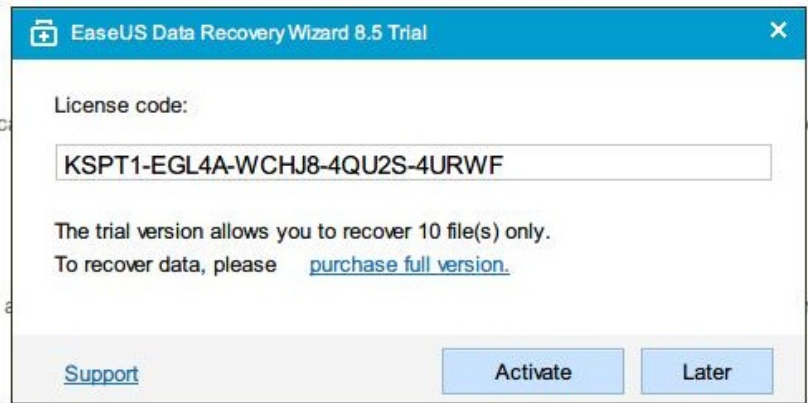 EaseUS Data Recovery Wizard 8.5 Trial
License code:
KSPT1-EGL4A-WCHJ8-4QU2S-4URWF
The trial version allows you to recover 10 file(s) only.
To recover data, please purchase full version.
Support
Activate
Later